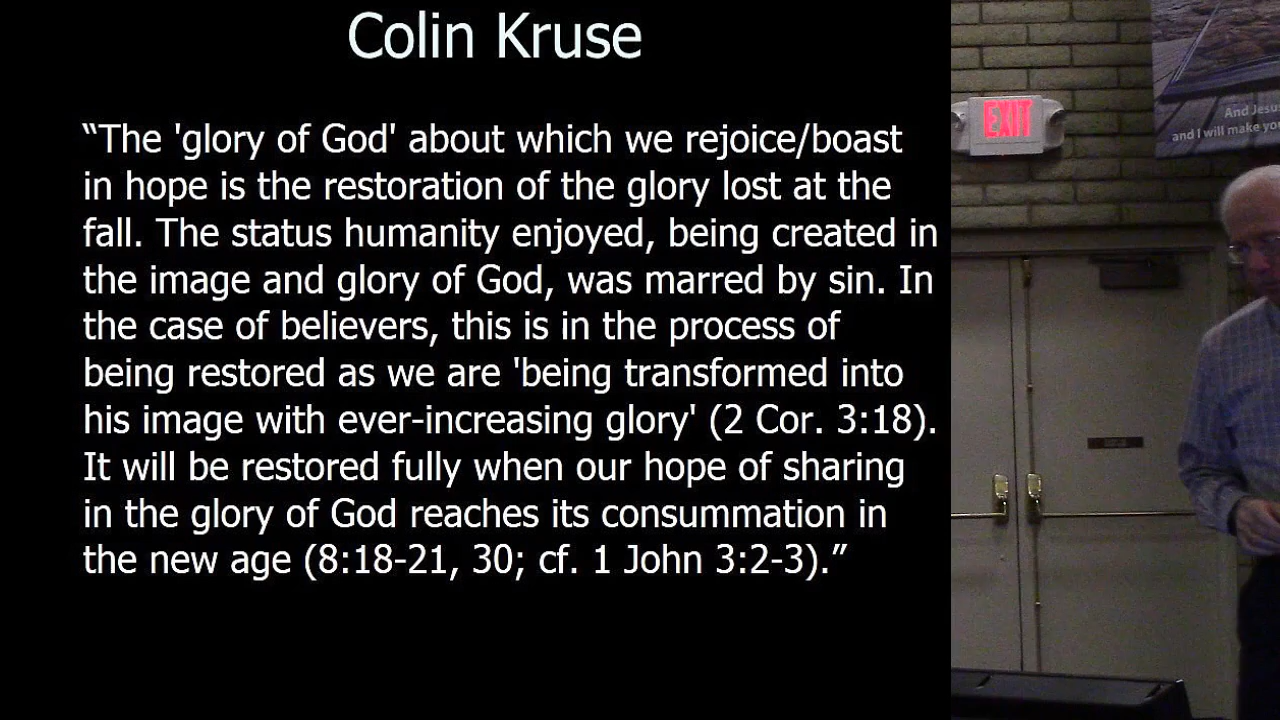 Colin Kruse
“The 'glory of God' about which we rejoice/boast
in hope is the restoration of the glory lost at the
fall. The status humanity enjoyed, being created in
the image and glory of God, was marred by sin. In
the case of believers, this is in the process of
being restored as we are 'being transformed into
his image with ever-increasing glory' (2 Cor. 3:18).
It will be restored fully when our hope of sharing
in the glory of God reaches its consummation in
the new age (8:18-21, 30; cf. 1 John 3:2-3).”
EXIT
And Jesus
and I will make you